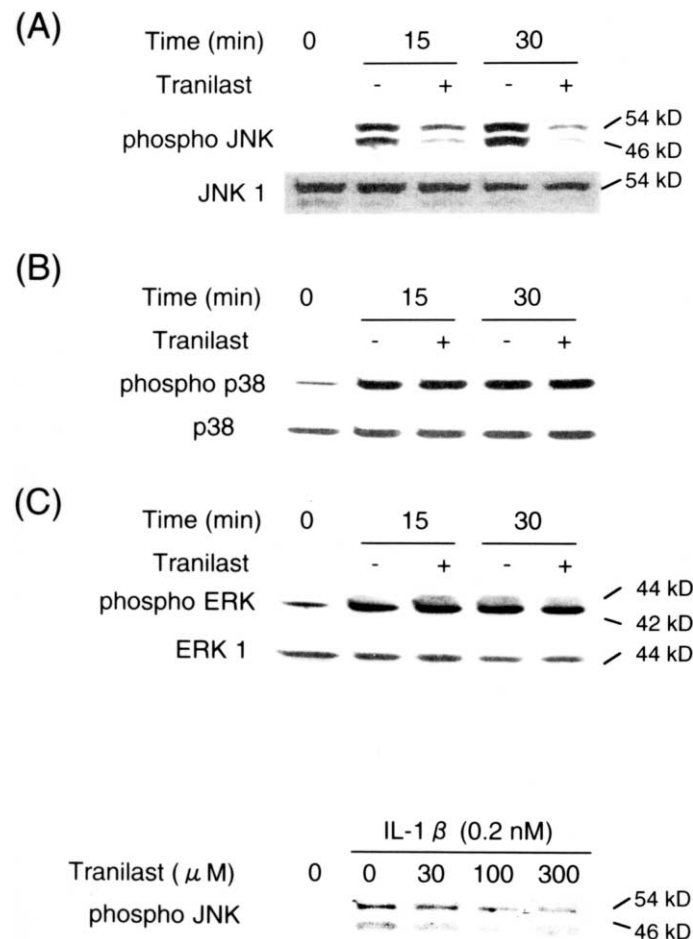 (A)
Time (min) 0 15 30
Tranilast - + - +
phospho JNK 54 kD
46 kD
JNK 1 54 kD
(B)
Time (min) 0 15 30
Tranilast - + - +
phospho p38
p38
(C)
Time (min) 0 15 30
Tranilast - + - +
phospho ERK 44 kD
42 kD
ERK 1 44 kD
IL-1 β (0.2 nM)
Tranilast ( μ M) 0 0 30 100 300
phospho JNK 54 kD
46 kD